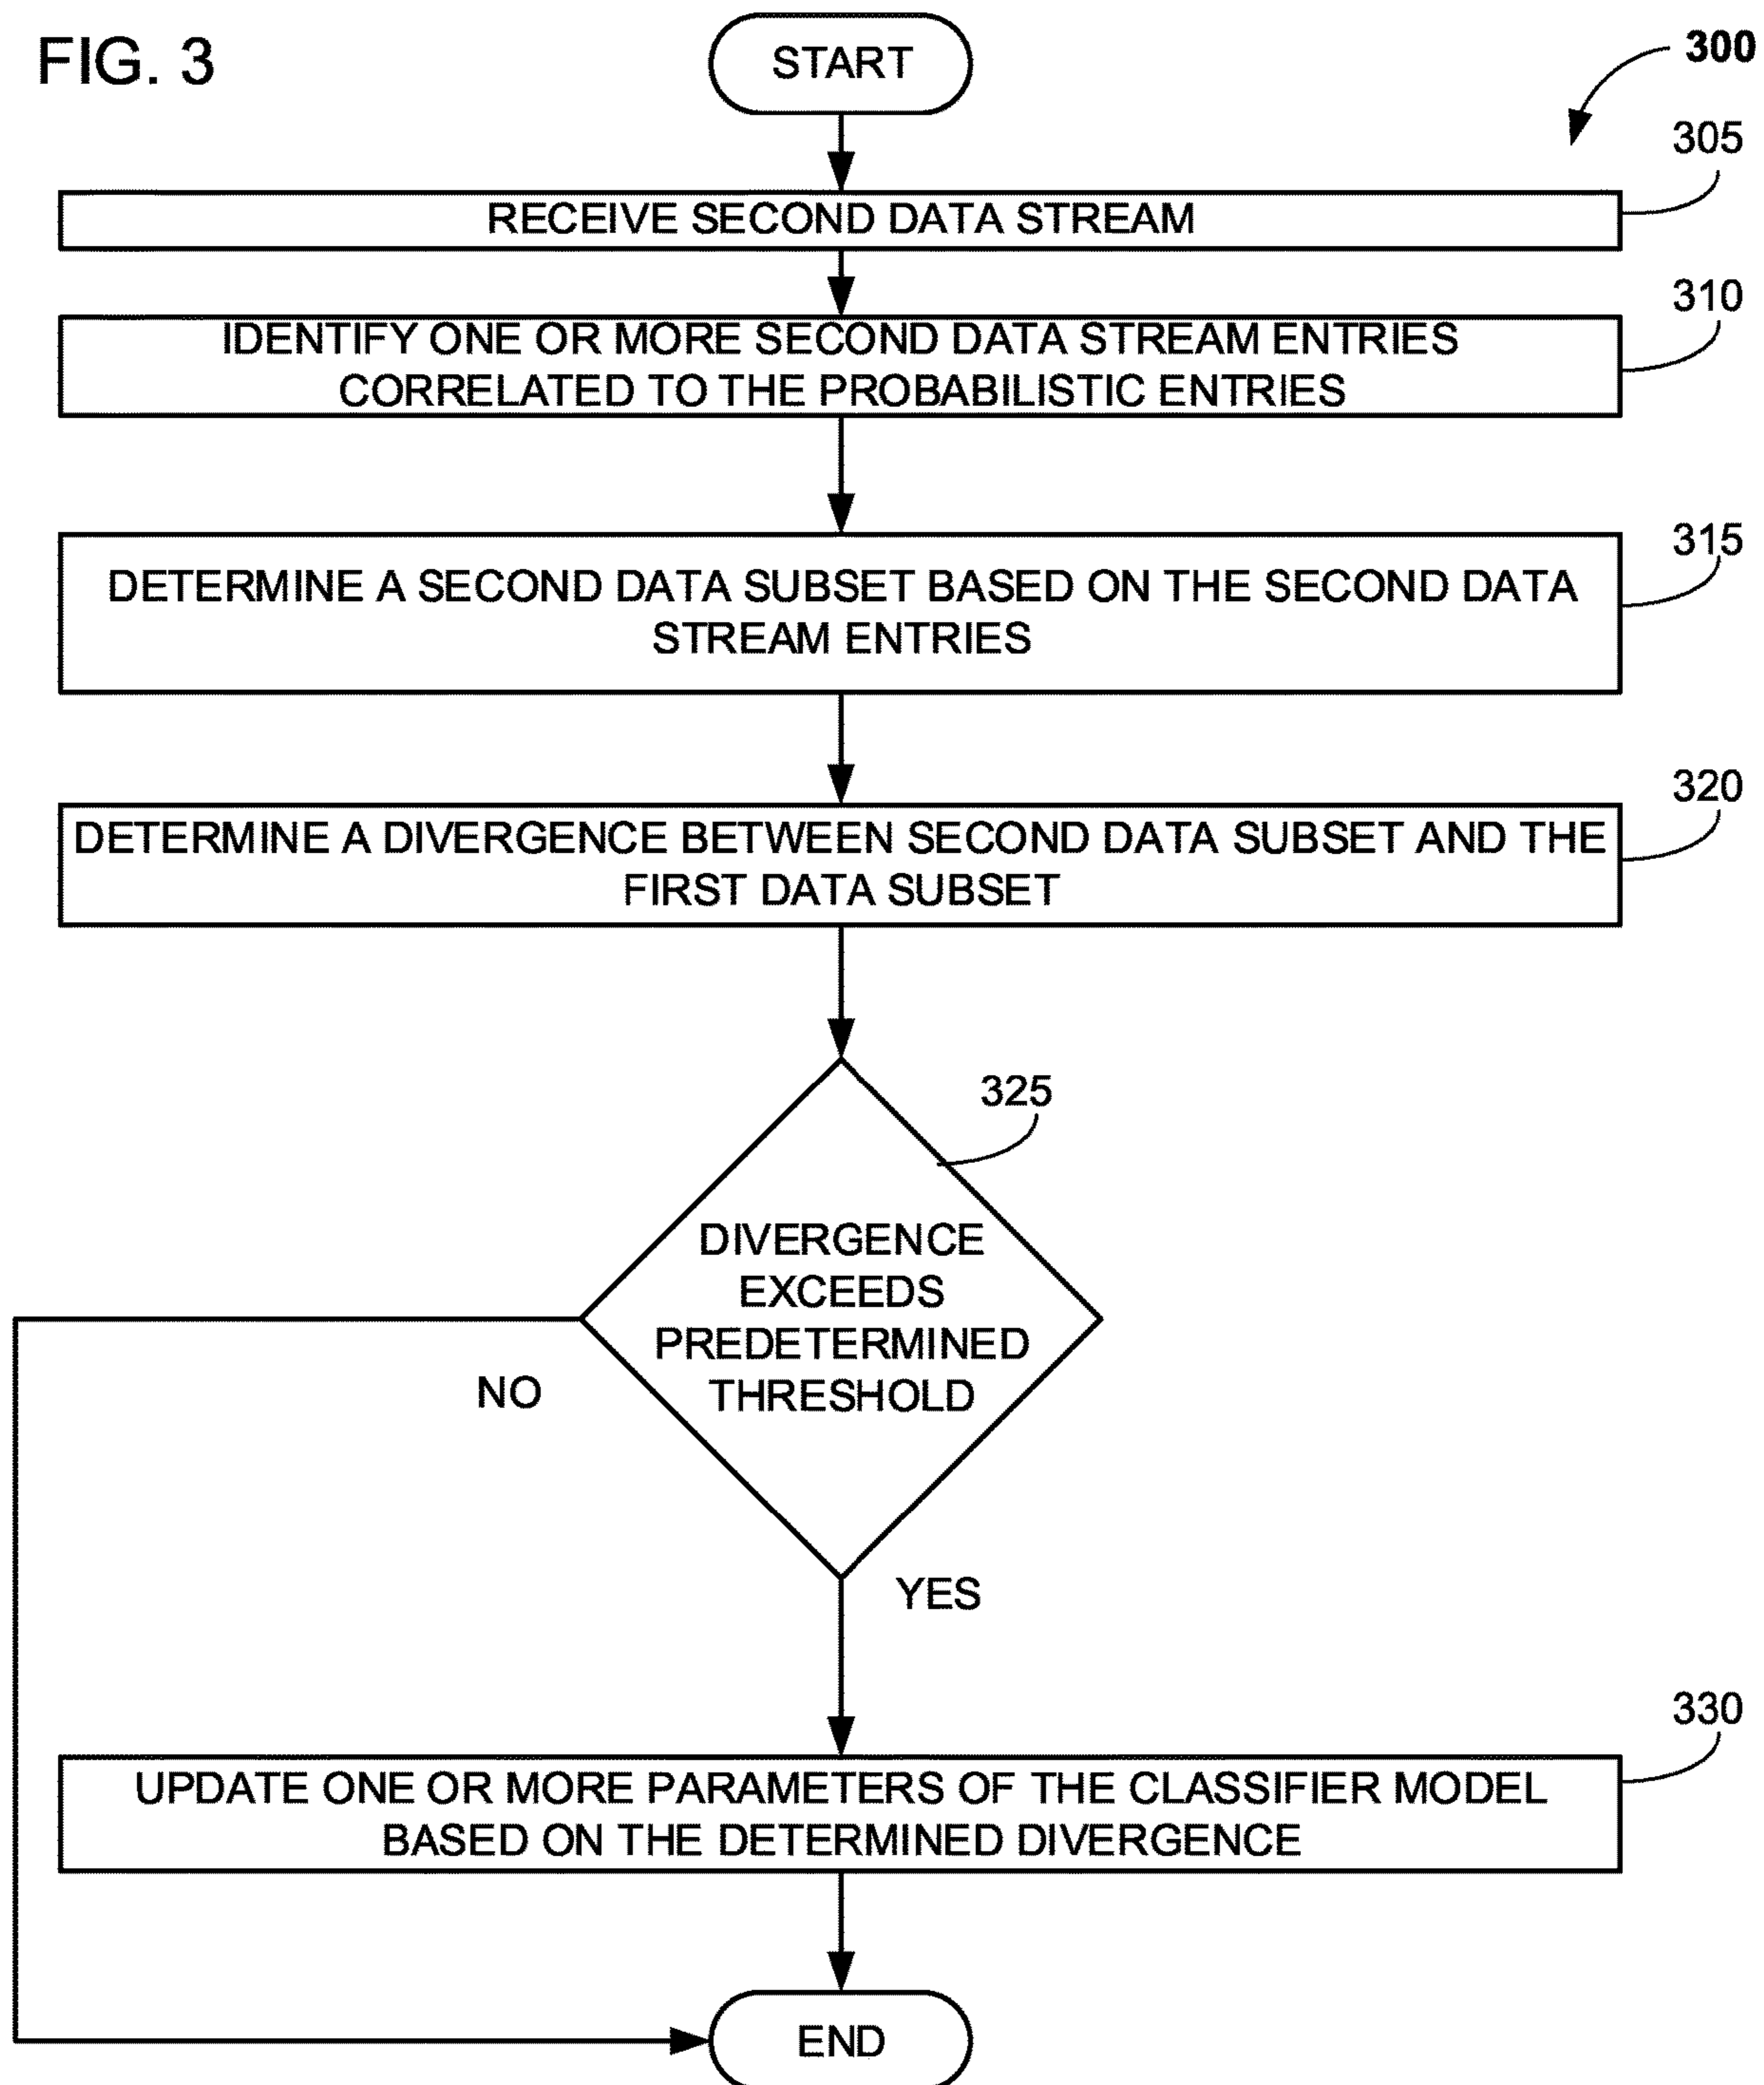 FIG. 3
START
300
305
RECEIVE SECOND DATA STREAM
310
IDENTIFY ONE OR MORE SECOND DATA STREAM ENTRIES
CORRELATED TO THE PROBABILISTIC ENTRIES
315
DETERMINE A SECOND DATA SUBSET BASED ON THE SECOND DATA
STREAM ENTRIES
320
DETERMINE A DIVERGENCE BETWEEN SECOND DATA SUBSET AND THE
FIRST DATA SUBSET
325
DIVERGENCE
EXCEEDS
PREDETERMINED
THRESHOLD
NO
YES
330
UPDATE ONE OR MORE PARAMETERS OF THE CLASSIFIER MODEL
BASED ON THE DETERMINED DIVERGENCE
END